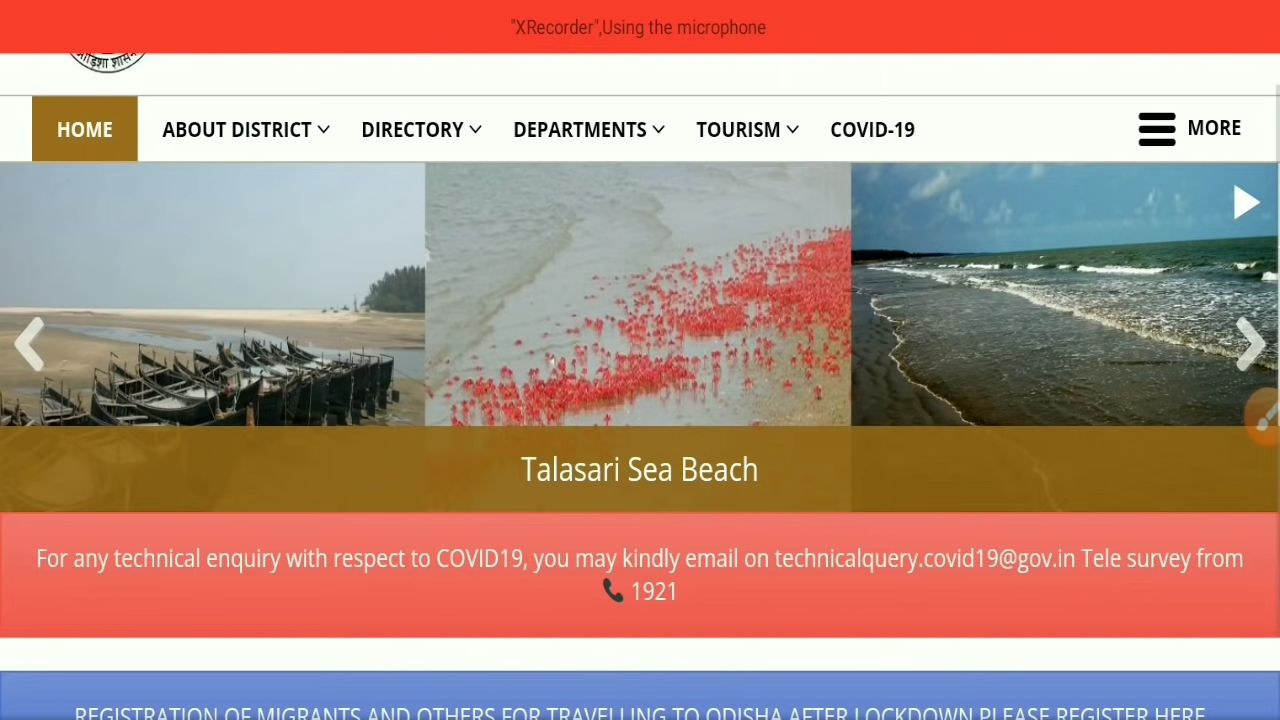 "XRecorder",Using the microphone
ଓଡ଼ିଶା ଶାସନ
HOME ABOUT DISTRICT DIRECTORY DEPARTMENTS TOURISM COVID-19 MORE
Talasari Sea Beach
For any technical enquiry with respect to COVID19, you may kindly email on technicalquery.covid19@gov.in Tele survey from
📞 1921
REGISTRATION OF MIGRANTS AND OTHERS FOR TRAVELLING TO ODISHA AFTER LOCKDOWN PLEASE REGISTER HERE